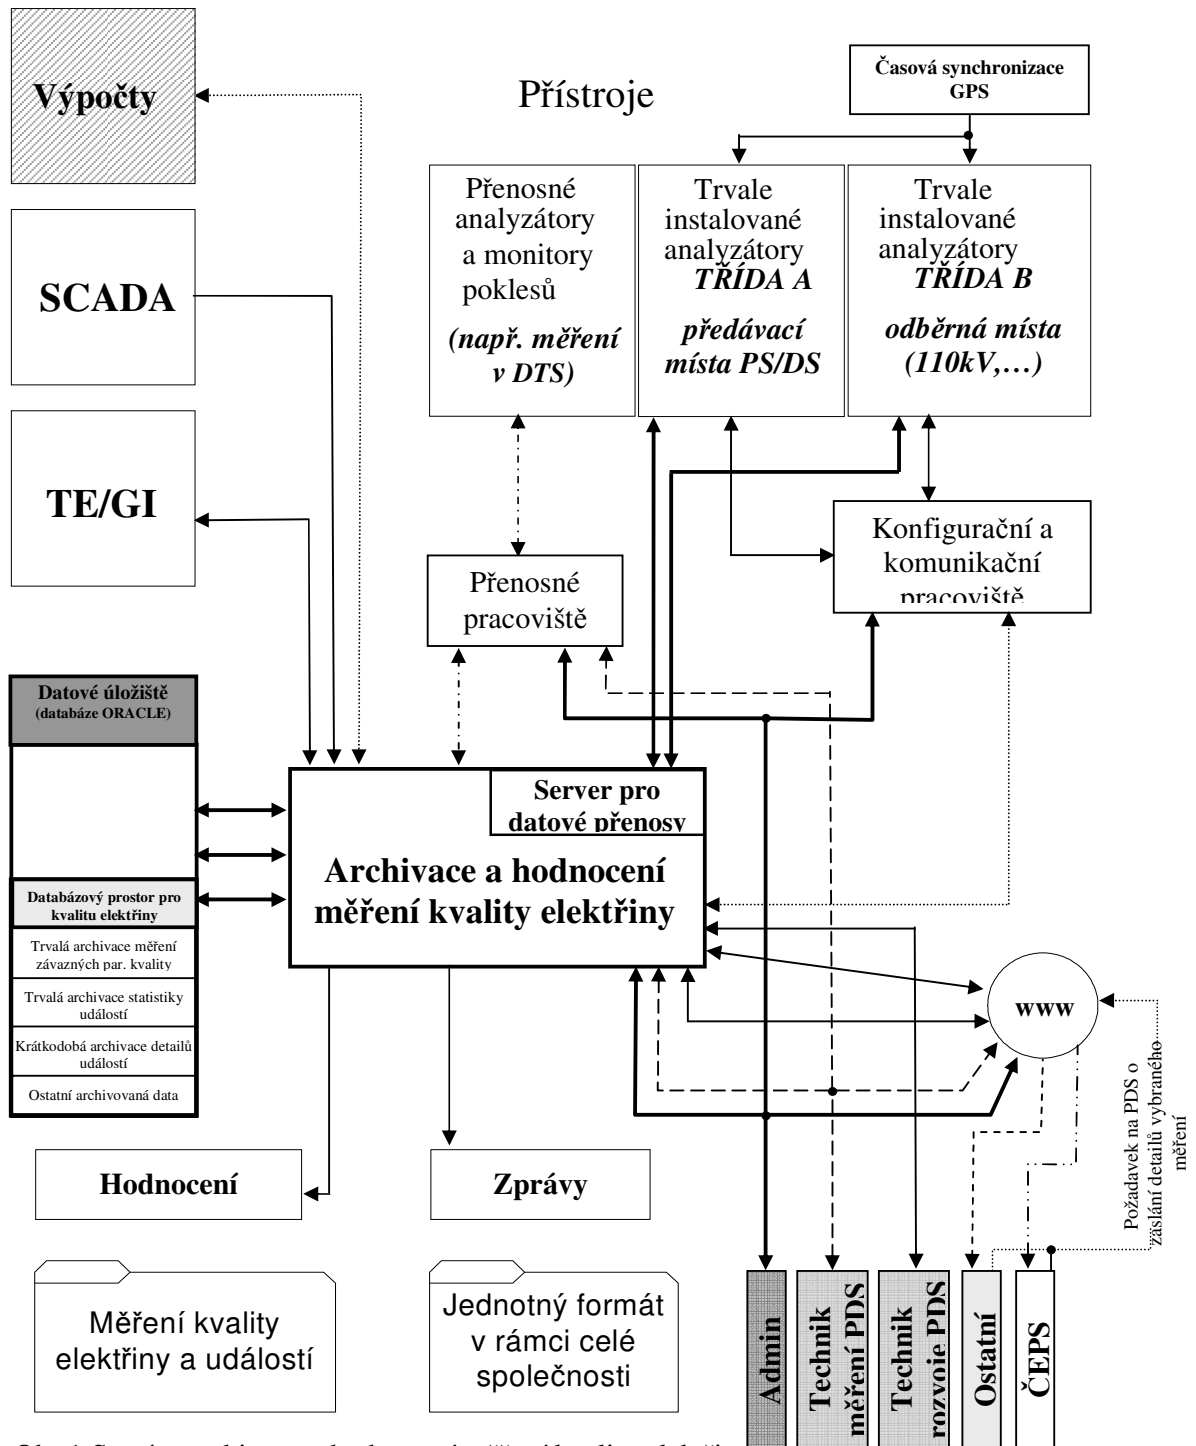 Výpočty
Přístroje
Časová synchronizace
GPS
SCADA
Přenosné
analyzátory
a monitory
poklesů
(např. měření
v DTS)
Trvale
instalované
analyzátory
TŘÍDA A
předávací
místa PS/DS
Trvale
instalované
analyzátory
TŘÍDA B
odběrná místa
(110kV,…)
TE/GI
Přenosné
pracoviště
Konfigurační a
komunikační
pracoviště
Datové úložiště
(databáze ORACLE)
Databázový prostor pro
kvalitu elektřiny
Trvalá archivace měření
závazných par. kvality
Trvalá archivace statistiky
událostí
Krátkodobá archivace detailů
událostí
Ostatní archivovaná data
Server pro
datové přenosy
Archivace a hodnocení
měření kvality elektřiny
www
Požadavek na PDS o
zaslání detailů vybraného
měření
Hodnocení
Zprávy
Měření kvality
elektřiny a událostí
Jednotný formát
v rámci celé
společnosti
Admin
Technik
měření PDS
Technik
rozvoje PDS
Ostatní
ČEPS